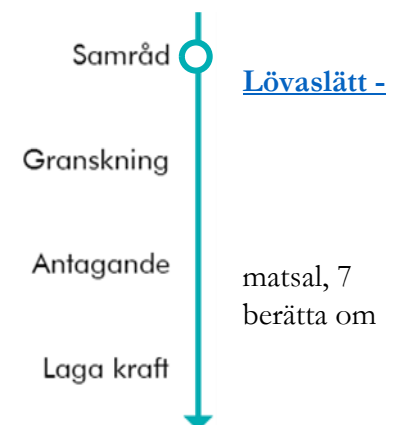 Samråd
Lövaslätt -
Granskning
Antagande
matsal, 7
berätta om
Laga kraft